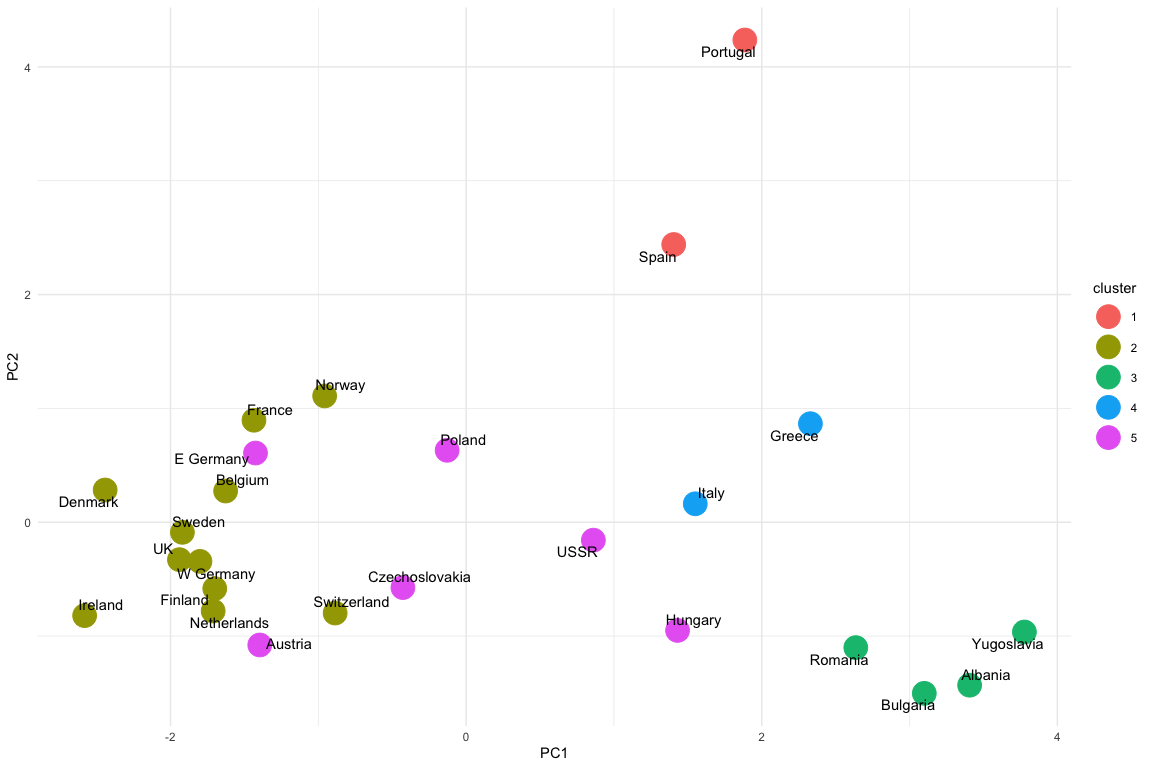 Portugal
4
Spain
cluster
1
2
2
3
4
5
PC2
Norway
France
Poland
Greece
E Germany
Belgium
Italy
Denmark
Sweden
0
UK
USSR
W Germany
Czechoslovakia
Finland
Switzerland
Ireland
Netherlands
Hungary
Austria
Yugoslavia
Romania
Albania
Bulgaria
-2
0
2
4
PC1